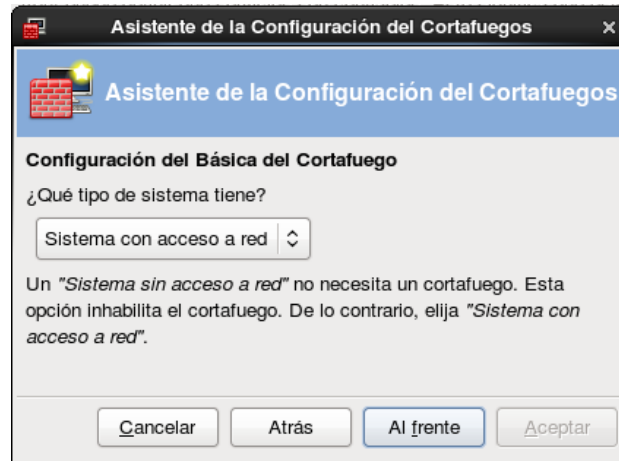 Asistente de la Configuración del Cortafuegos
Asistente de la Configuración del Cortafuegos
Configuración del Básica del Cortafuego
¿Qué tipo de sistema tiene?
Sistema con acceso a red
Un "Sistema sin acceso a red" no necesita un cortafuego. Esta
opción inhabilita el cortafuego. De lo contrario, elija "Sistema con
acceso a red".
Cancelar Atrás Al frente Aceptar